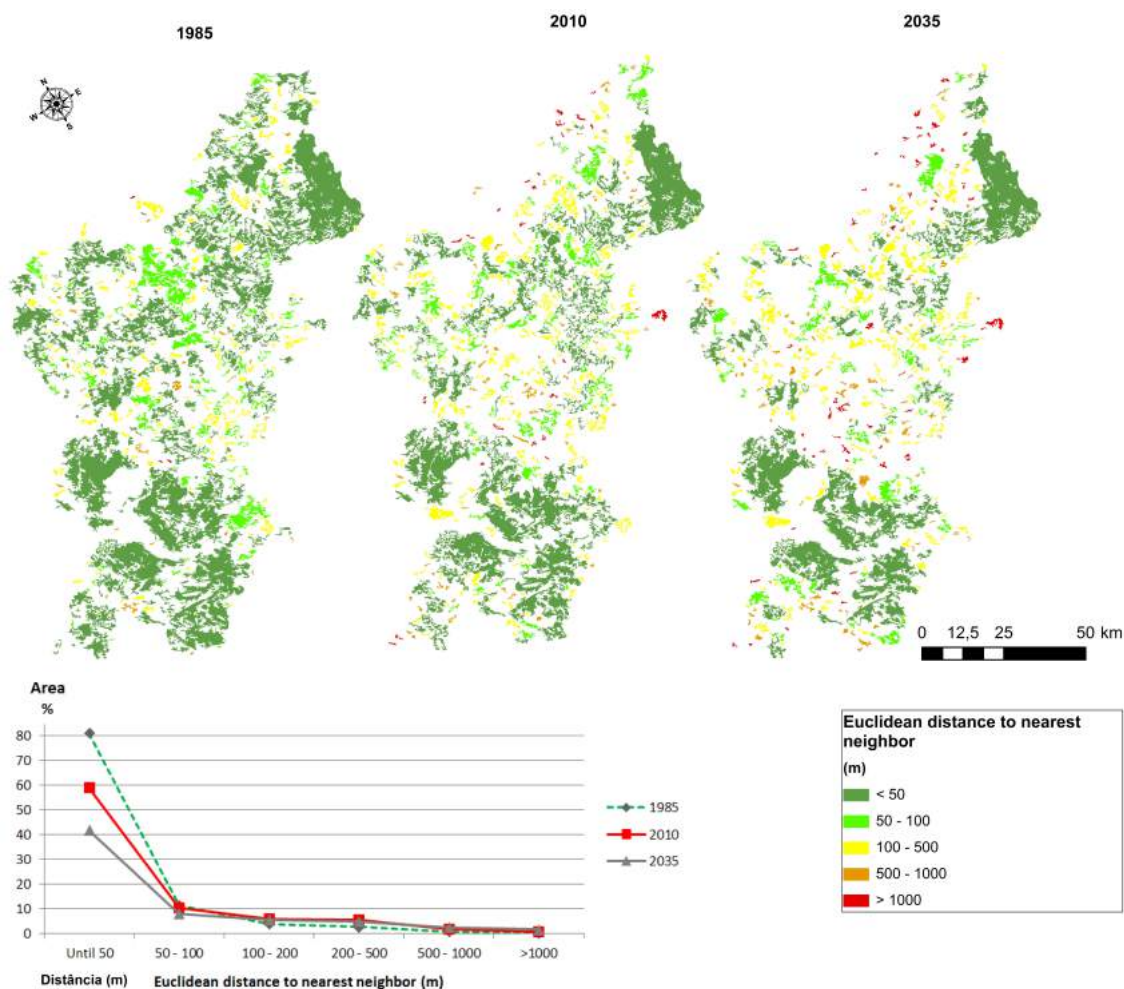 1985
2010
2035
N
E
W
S
0 12,5 25 50 km
Area
%
80
70
60
50
40
30
20
10
0
Until 50
50 - 100
100 - 200
200 - 500
500 - 1000
>1000
Distância (m) Euclidean distance to nearest neighbor (m)
1985
2010
2035
Euclidean distance to nearest
neighbor
(m)
< 50
50 - 100
100 - 500
500 - 1000
> 1000